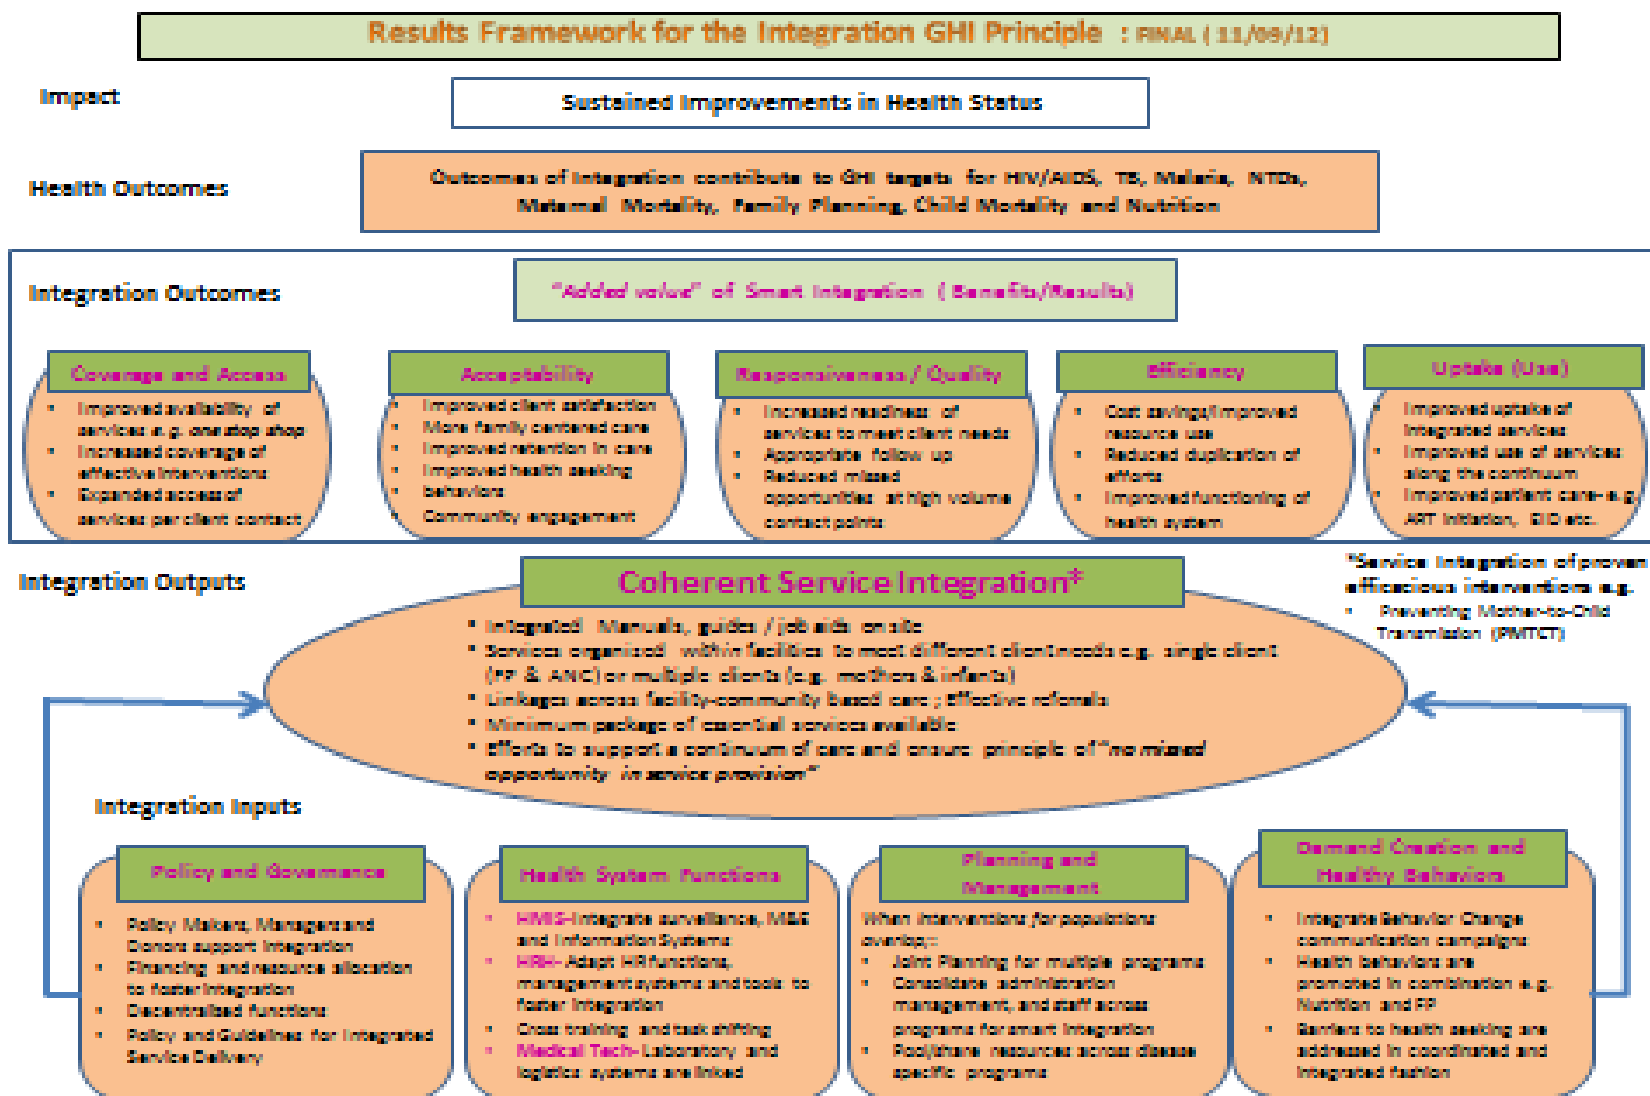 Results Framework for the Integration GHI Principle : FINAL ( 11/09/12)
Impact
Sustained Improvements in Health Status
Health Outcomes
Outcomes of Integration contribute to GHI targets for HIV/AIDS, TB, Malaria, NTDs,
Maternal Mortality, Family Planning, Child Mortality and Nutrition
Integration Outcomes
"Added value" of Smart Integration ( Benefits/Results)
Coverage and Access
• Improved availability of
services e.g. one stop shop
• Increased coverage of
effective interventions
• Expanded access of
services per client contact
Acceptability
• Improved client satisfaction
• More family centered care
• Improved retention in care
• Improved health seeking
• behaviors
• Community engagement
Responsiveness / Quality
• Increased readiness of
services to meet client needs
• Appropriate follow up
• Reduced missed
opportunities at high volume
contact points
Efficiency
• Cost savings/improved
resource use
• Reduced duplication of
efforts
• Improved functioning of
health system
Uptake (Use)
• Improved uptake of
integrated services
• Improved use of services
along the continuum
• Improved patient care- e.g.
ART initiation, EIID etc.
Integration Outputs
Coherent Service Integration*
• Integrated Manuals, guides / job aids on site
• Services organized within facilities to meet different client needs e.g. single client
(FP & ANC) or multiple clients (e.g. mothers & infants)
• Linkages across facility-community based care ; Effective referrals
• Minimum package of essential services available
• Efforts to support a continuum of care and ensure principle of "no missed
opportunity in service provision"
*Service Integration of proven
efficacious interventions e.g.
• Preventing Mother-to-Child
Transmission (PMTCT)
Integration Inputs
Policy and Governance
• Policy Makers, Managers and
Donors support integration
• Financing and resource allocation
to foster integration
• Decentralized functions
• Policy and Guidelines for Integrated
Service Delivery
Health System Functions
• HMIS- Integrate surveillance, M&E
and Information Systems
• HRH- Adapt HR functions,
management systems and tools to
foster integration
• Cross training and task shifting
• Medical Tech- Laboratory and
logistics systems are linked
Planning and
Management
When interventions for populations
overlap,:
• Joint Planning for multiple programs
• Consolidate administration
management, and staff across
programs for smart integration
• Pool/share resources across disease
specific programs
Demand Creation and
Healthy Behaviors
• Integrate Behavior Change
communication campaigns
• Health behaviors are
promoted in combination e.g.
Nutrition and FP
• Barriers to health seeking are
addressed in coordinated and
integrated fashion